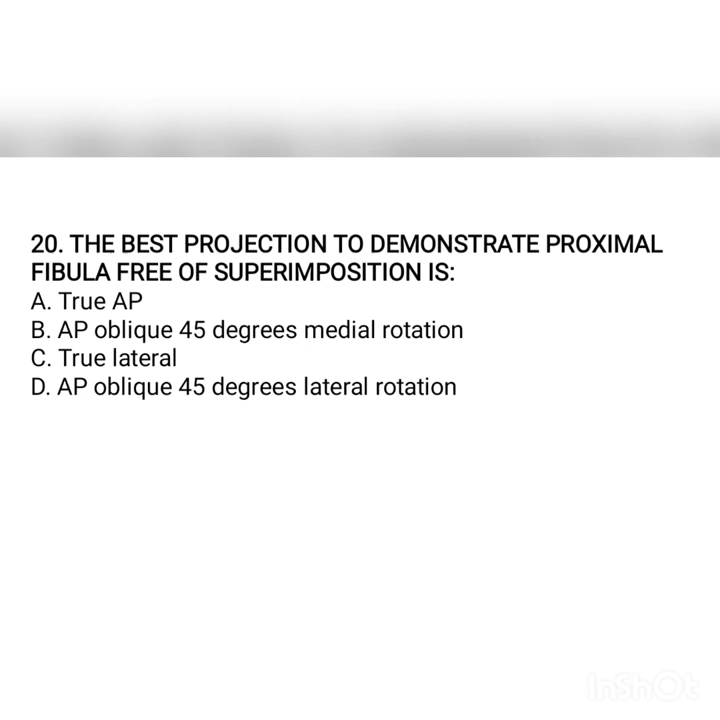 20. THE BEST PROJECTION TO DEMONSTRATE PROXIMAL
FIBULA FREE OF SUPERIMPOSITION IS:
A. True AP
B. AP oblique 45 degrees medial rotation
C. True lateral
D. AP oblique 45 degrees lateral rotation
InShOt